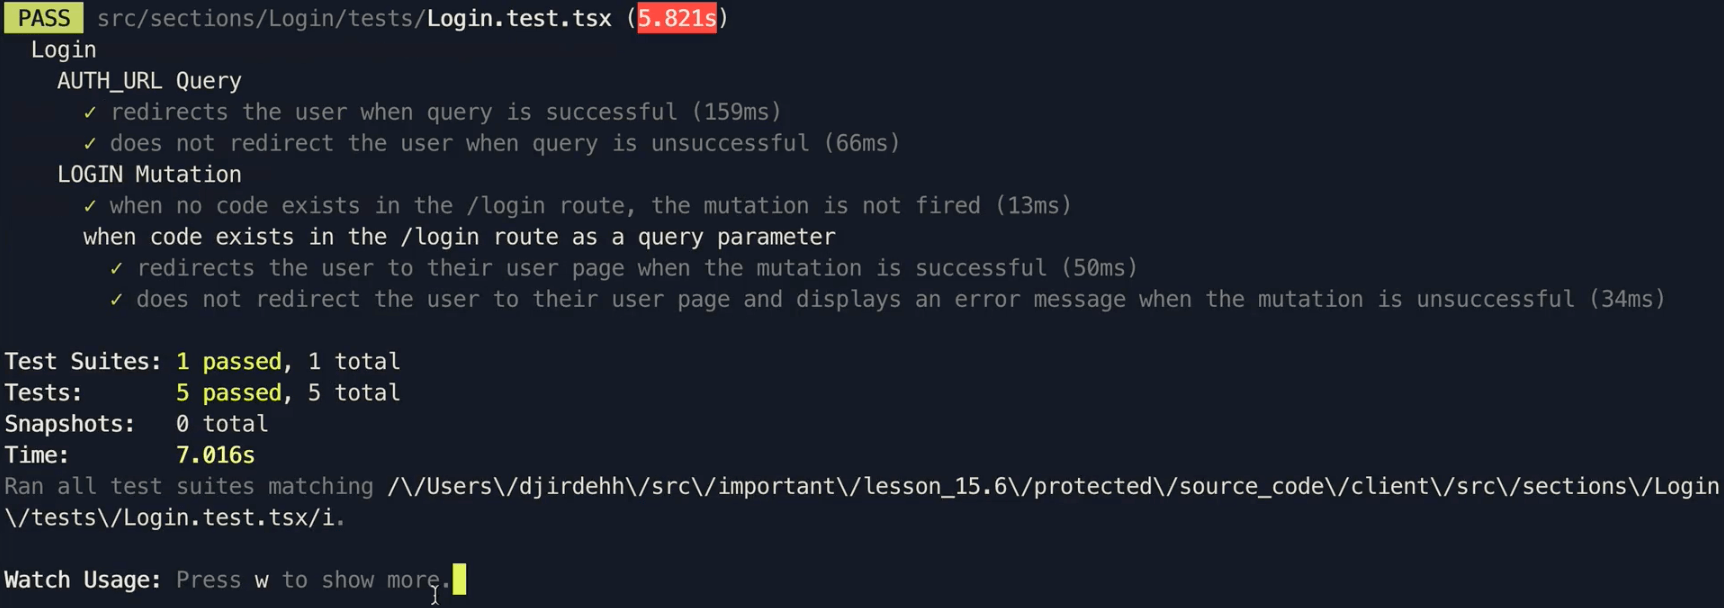 PASS src/sections/Login/tests/Login.test.tsx (5.821s)
Login
AUTH_URL Query
✓ redirects the user when query is successful (159ms)
✓ does not redirect the user when query is unsuccessful (66ms)
LOGIN Mutation
✓ when no code exists in the /login route, the mutation is not fired (13ms)
when code exists in the /login route as a query parameter
✓ redirects the user to their user page when the mutation is successful (50ms)
✓ does not redirect the user to their user page and displays an error message when the mutation is unsuccessful (34ms)
Test Suites: 1 passed, 1 total
Tests: 5 passed, 5 total
Snapshots: 0 total
Time: 7.016s
Ran all test suites matching /\/Users\/djirdehh\/src\/important\/lesson_15.6\/protected\/source_code\/client\/src\/sections\/Login
\/tests\/Login.test.tsx/i.
Watch Usage: Press w to show more.